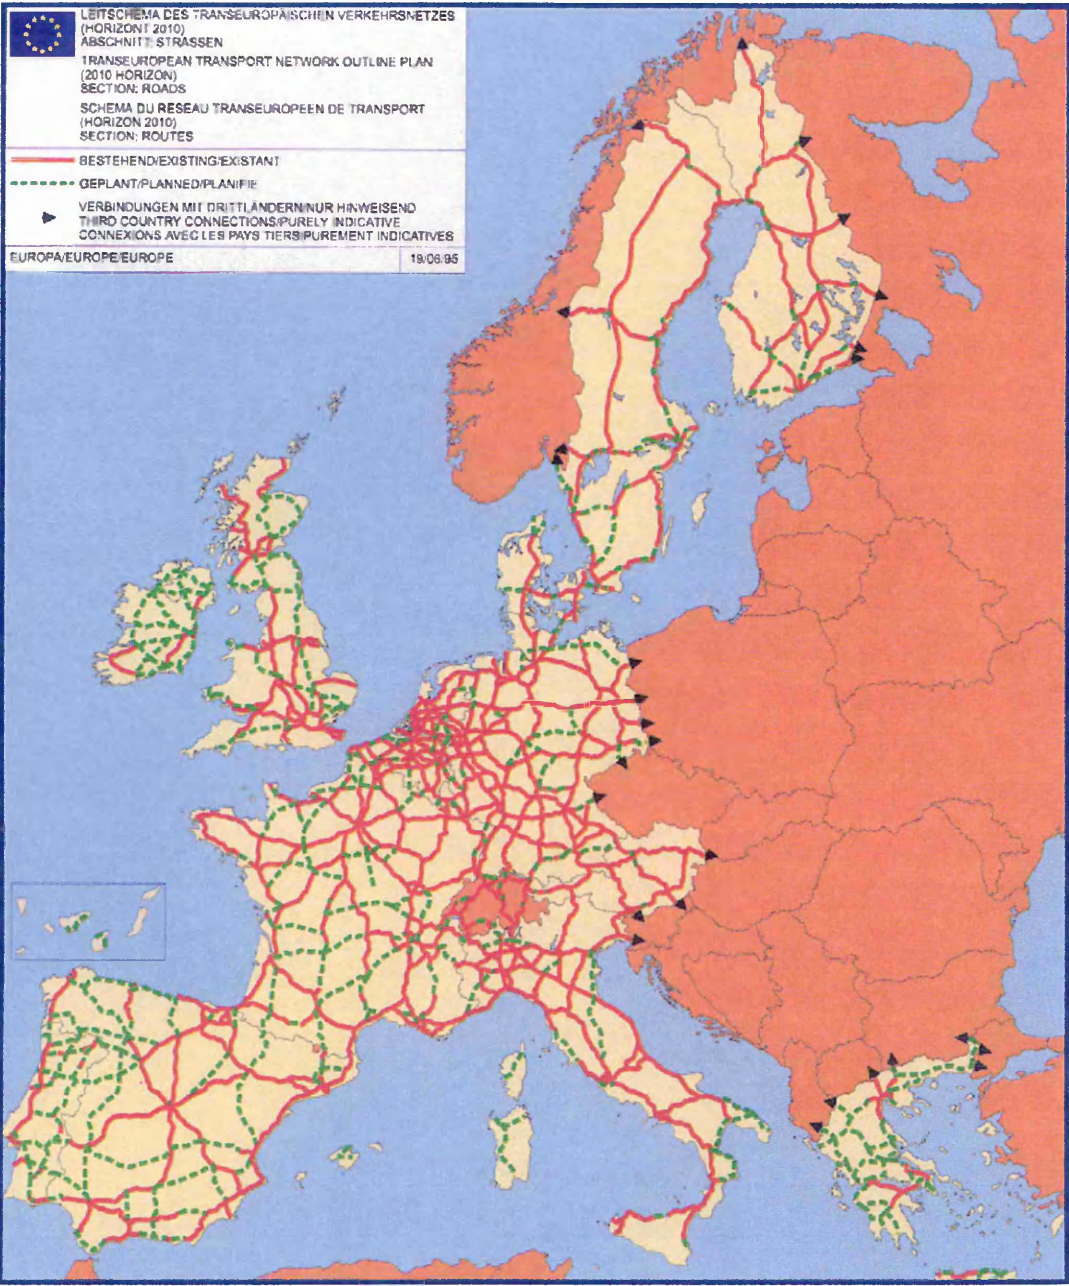 LEITSCHEMA DES TRANSEUROPÄISCHEN VERKEHRSNETZES
(HORIZONT 2010)
ABSCHNITT: STRASSEN
TRANSEUROPEAN TRANSPORT NETWORK OUTLINE PLAN
(2010 HORIZON)
SECTION: ROADS
SCHEMA DU RESEAU TRANSEUROPEEN DE TRANSPORT
(HORIZON 2010)
SECTION: ROUTES
BESTEHEND/EXISTING/EXISTANT
GEPLANT/PLANNED/PLANIFIE
VERBINDUNGEN MIT DRITTLÄNDERN/NUR HINWEISEND
THIRD COUNTRY CONNECTIONS/PURELY INDICATIVE
CONNEXIONS AVEC LES PAYS TIERS/PUREMENT INDICATIVES
EUROPA/EUROPE/EUROPE
19/06/95